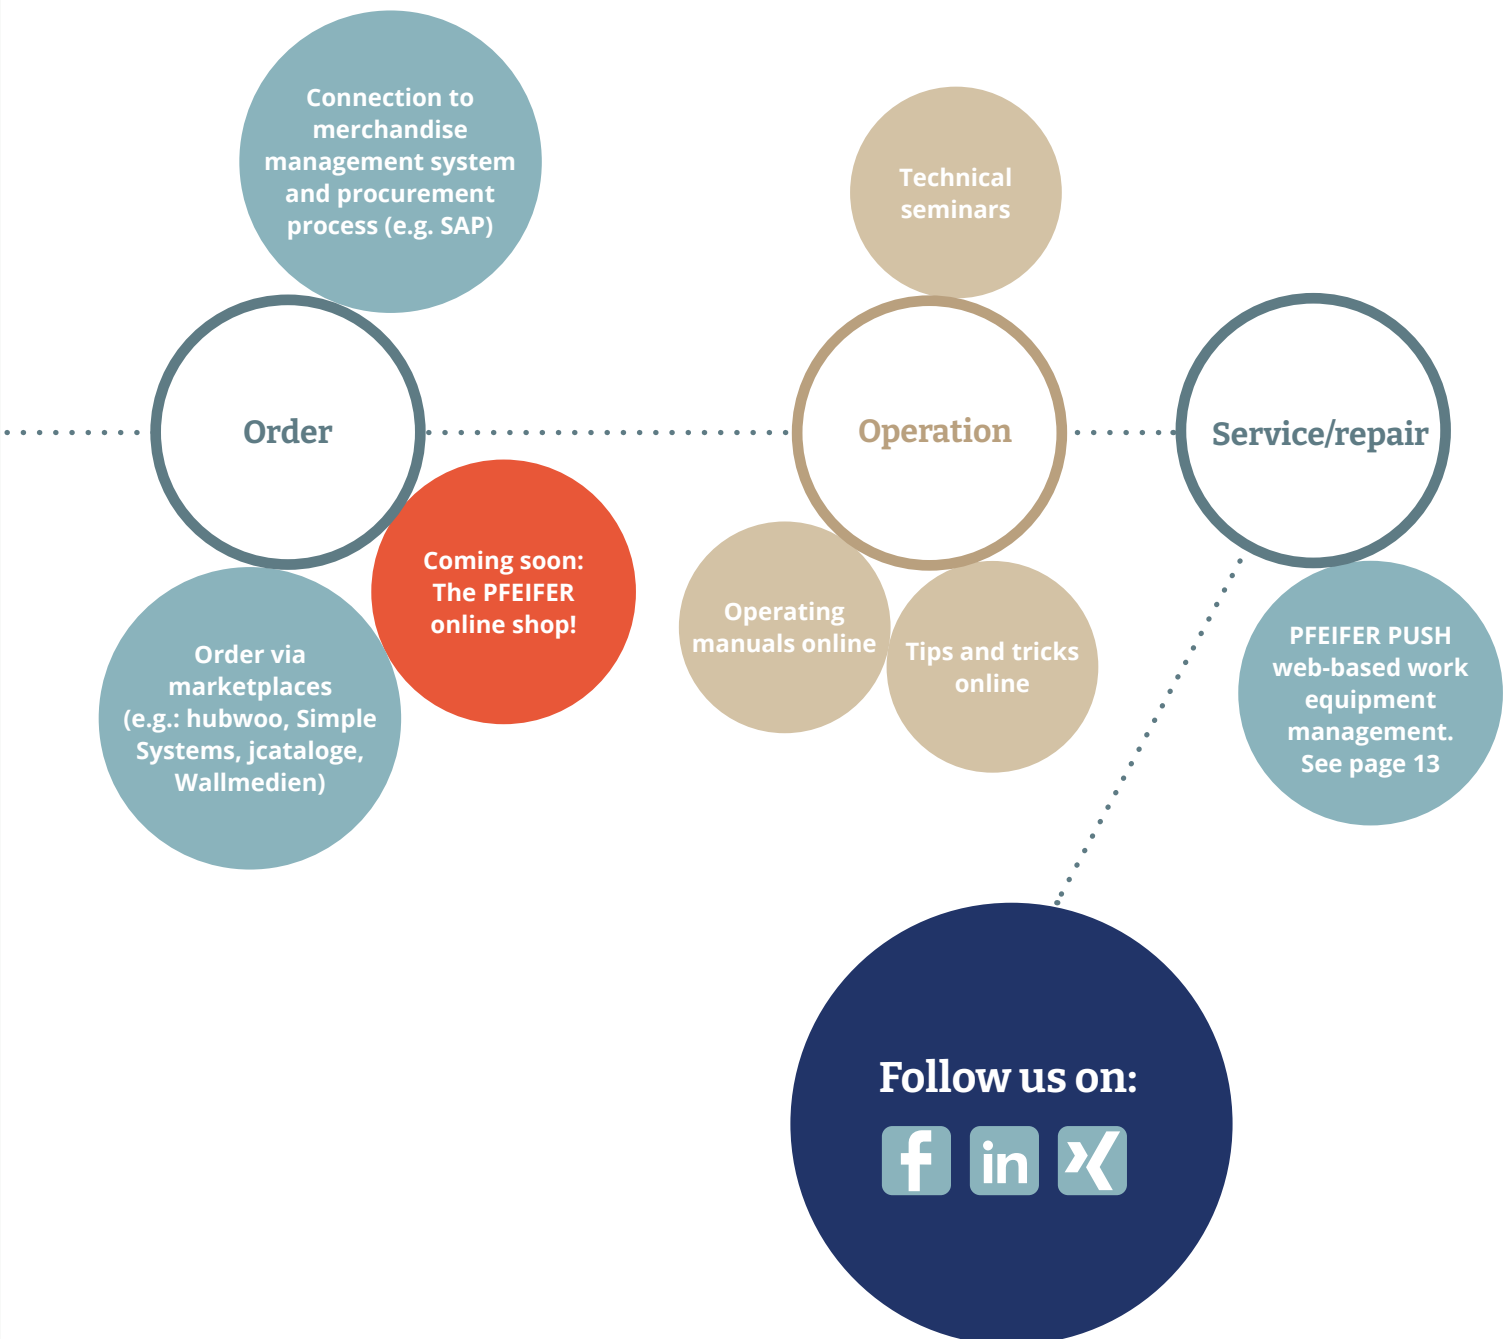 Connection to
merchandise
management system
and procurement
process (e.g. SAP)
Technical
seminars
Order
Operation
Service/repair
Coming soon:
The PFEIFER
online shop!
Order via
marketplaces
(e.g.: hubwoo, Simple
Systems, jcataloge,
Wallmedien)
Operating
manuals online
Tips and tricks
online
PFEIFER PUSH
web-based work
equipment
management.
See page 13
Follow us on:
f in